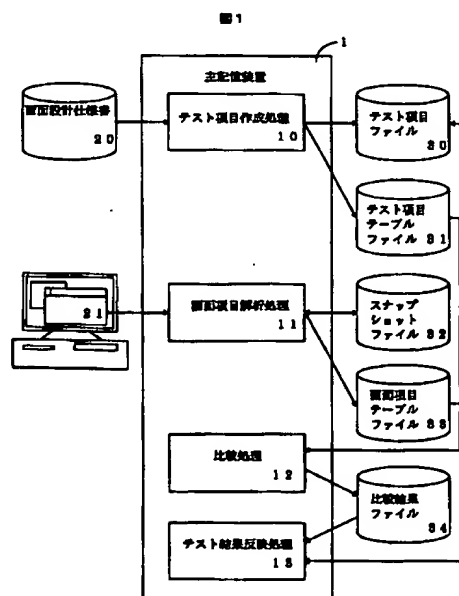 図1
1
主記憶装置
画面設計仕様書
20
テスト項目作成処理
10
テスト項目
ファイル
30
テスト項目
テーブル
ファイル 31
21
画面項目解析処理
11
スナップ
ショット
ファイル 32
画面項目
テーブル
ファイル 33
比較処理
12
比較結果
ファイル
34
テスト結果反映処理
13